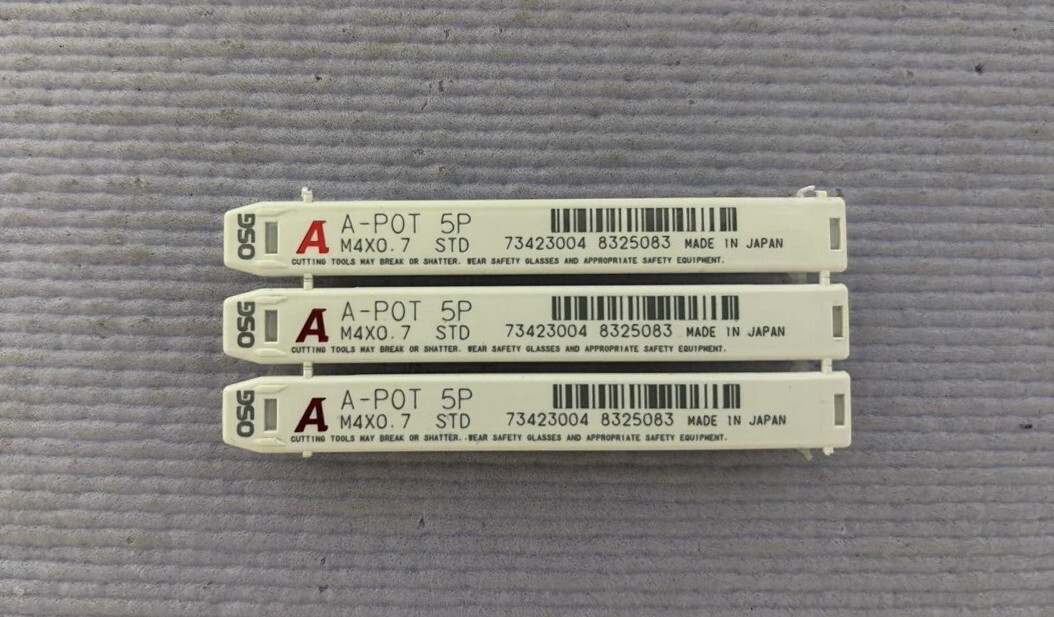 OSG A A-POT 5P
M4X0.7 STD 73423004 8325083 MADE IN JAPAN
CUTTING TOOLS MAY BREAK OR SHATTER. WEAR SAFETY GLASSES AND APPROPRIATE SAFETY EQUIPMENT.
OSG A A-POT 5P
M4X0.7 STD 73423004 8325083 MADE IN JAPAN
CUTTING TOOLS MAY BREAK OR SHATTER. WEAR SAFETY GLASSES AND APPROPRIATE SAFETY EQUIPMENT.
OSG A A-POT 5P
M4X0.7 STD 73423004 8325083 MADE IN JAPAN
CUTTING TOOLS MAY BREAK OR SHATTER. WEAR SAFETY GLASSES AND APPROPRIATE SAFETY EQUIPMENT.